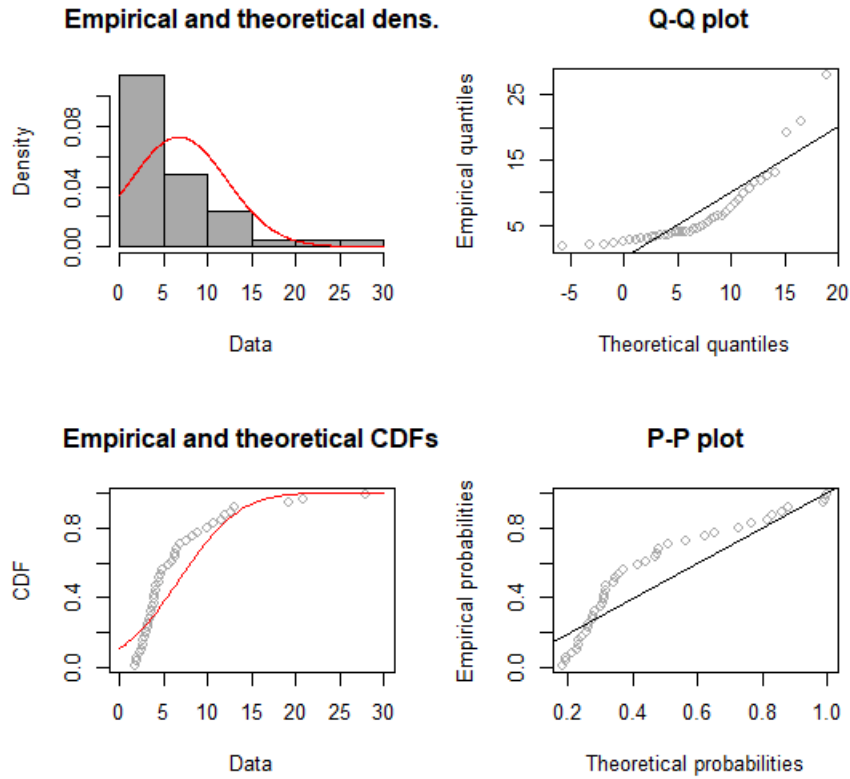 Empirical and theoretical dens.
Density
0.00 0.04 0.08
0 5 10 15 20 25 30
Data
Q-Q plot
Empirical quantiles
5 15 25
-5 0 5 10 15 20
Theoretical quantiles
Empirical and theoretical CDFs
CDF
0.0 0.4 0.8
0 5 10 15 20 25 30
Data
P-P plot
Empirical probabilities
0.0 0.4 0.8
0.2 0.4 0.6 0.8 1.0
Theoretical probabilities